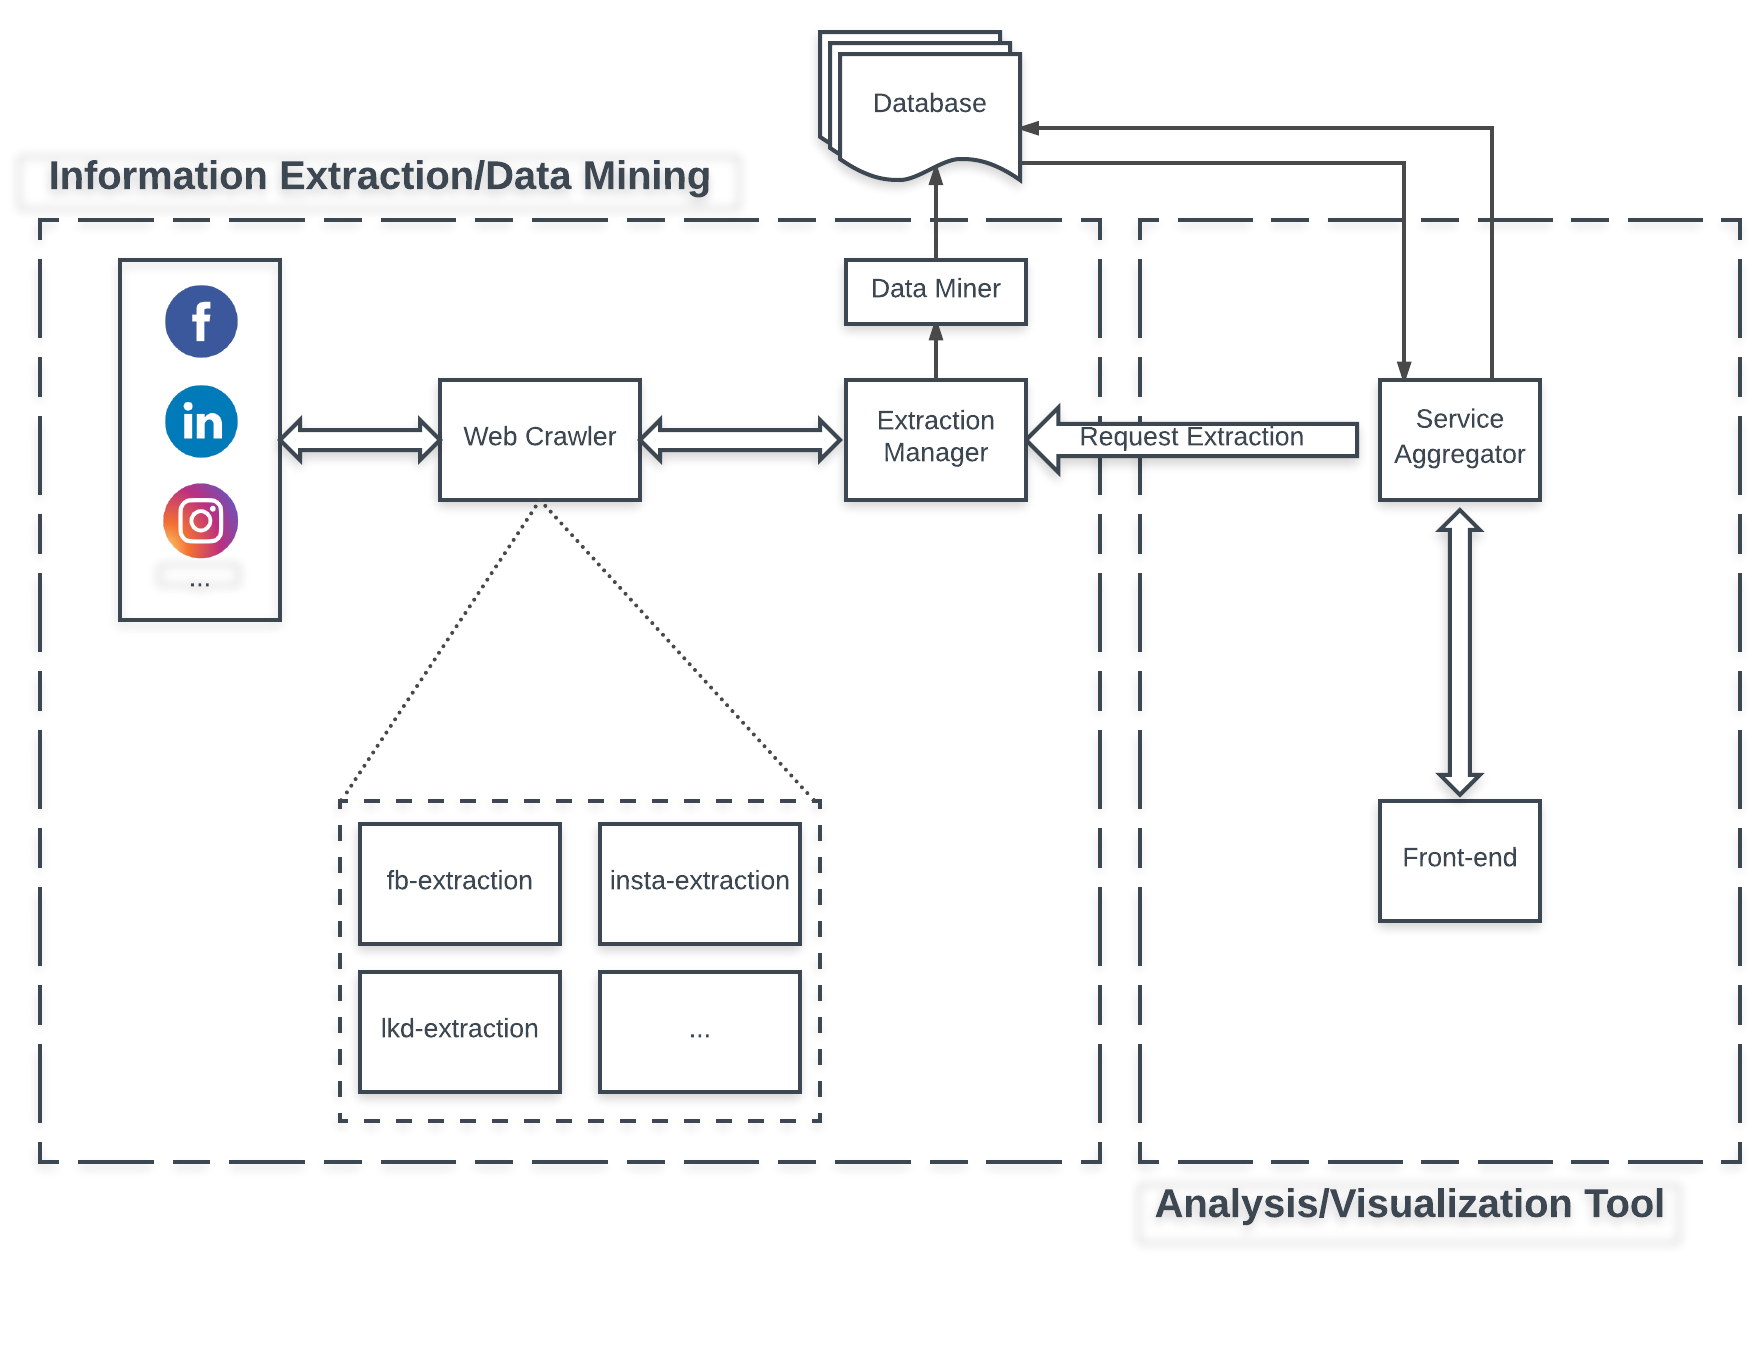 Database
Information Extraction/Data Mining
Data Miner
f
in
...
Web Crawler
Extraction
Manager
Request Extraction
Service
Aggregator
fb-extraction
insta-extraction
Front-end
lkd-extraction
...
Analysis/Visualization Tool